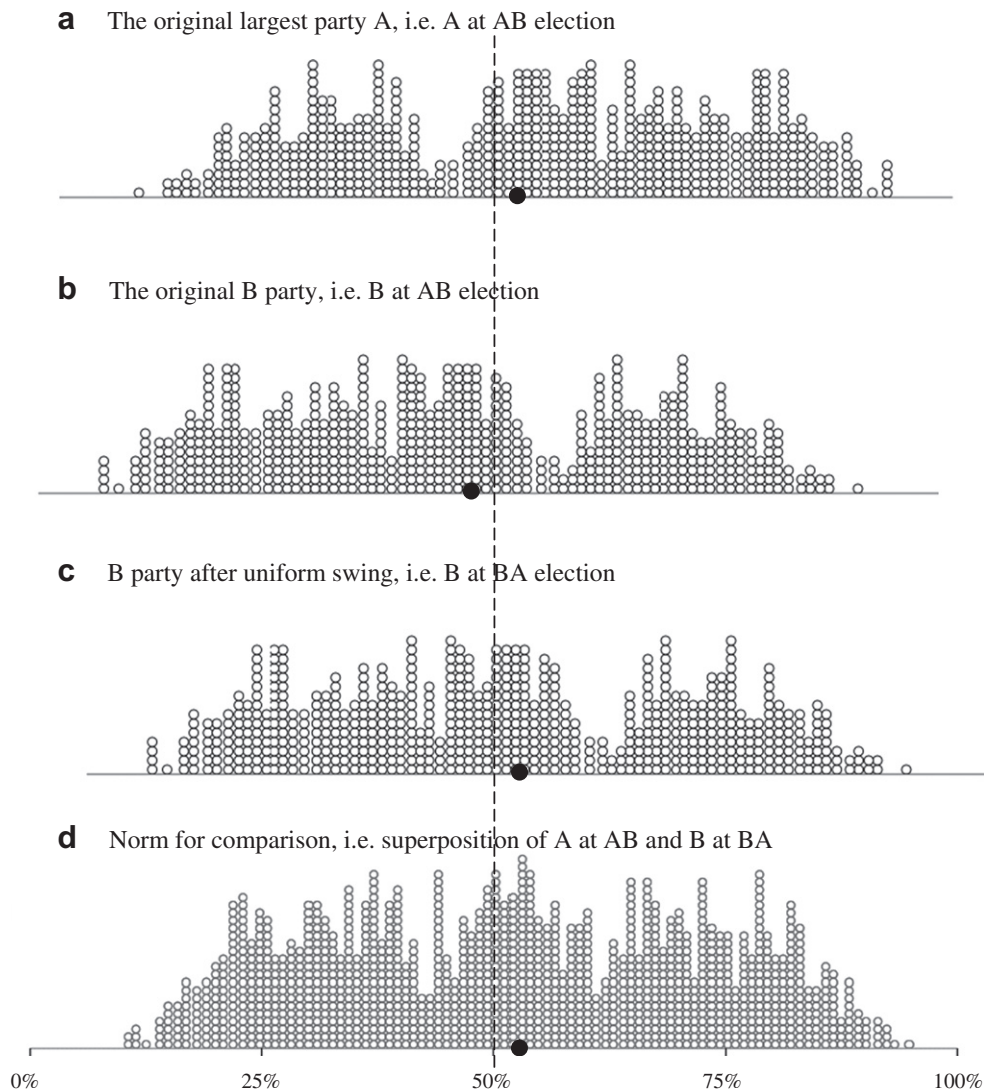 a The original largest party A, i.e. A at AB election
b The original B party, i.e. B at AB election
c B party after uniform swing, i.e. B at BA election
d Norm for comparison, i.e. superposition of A at AB and B at BA
0% 25% 50% 75% 100%